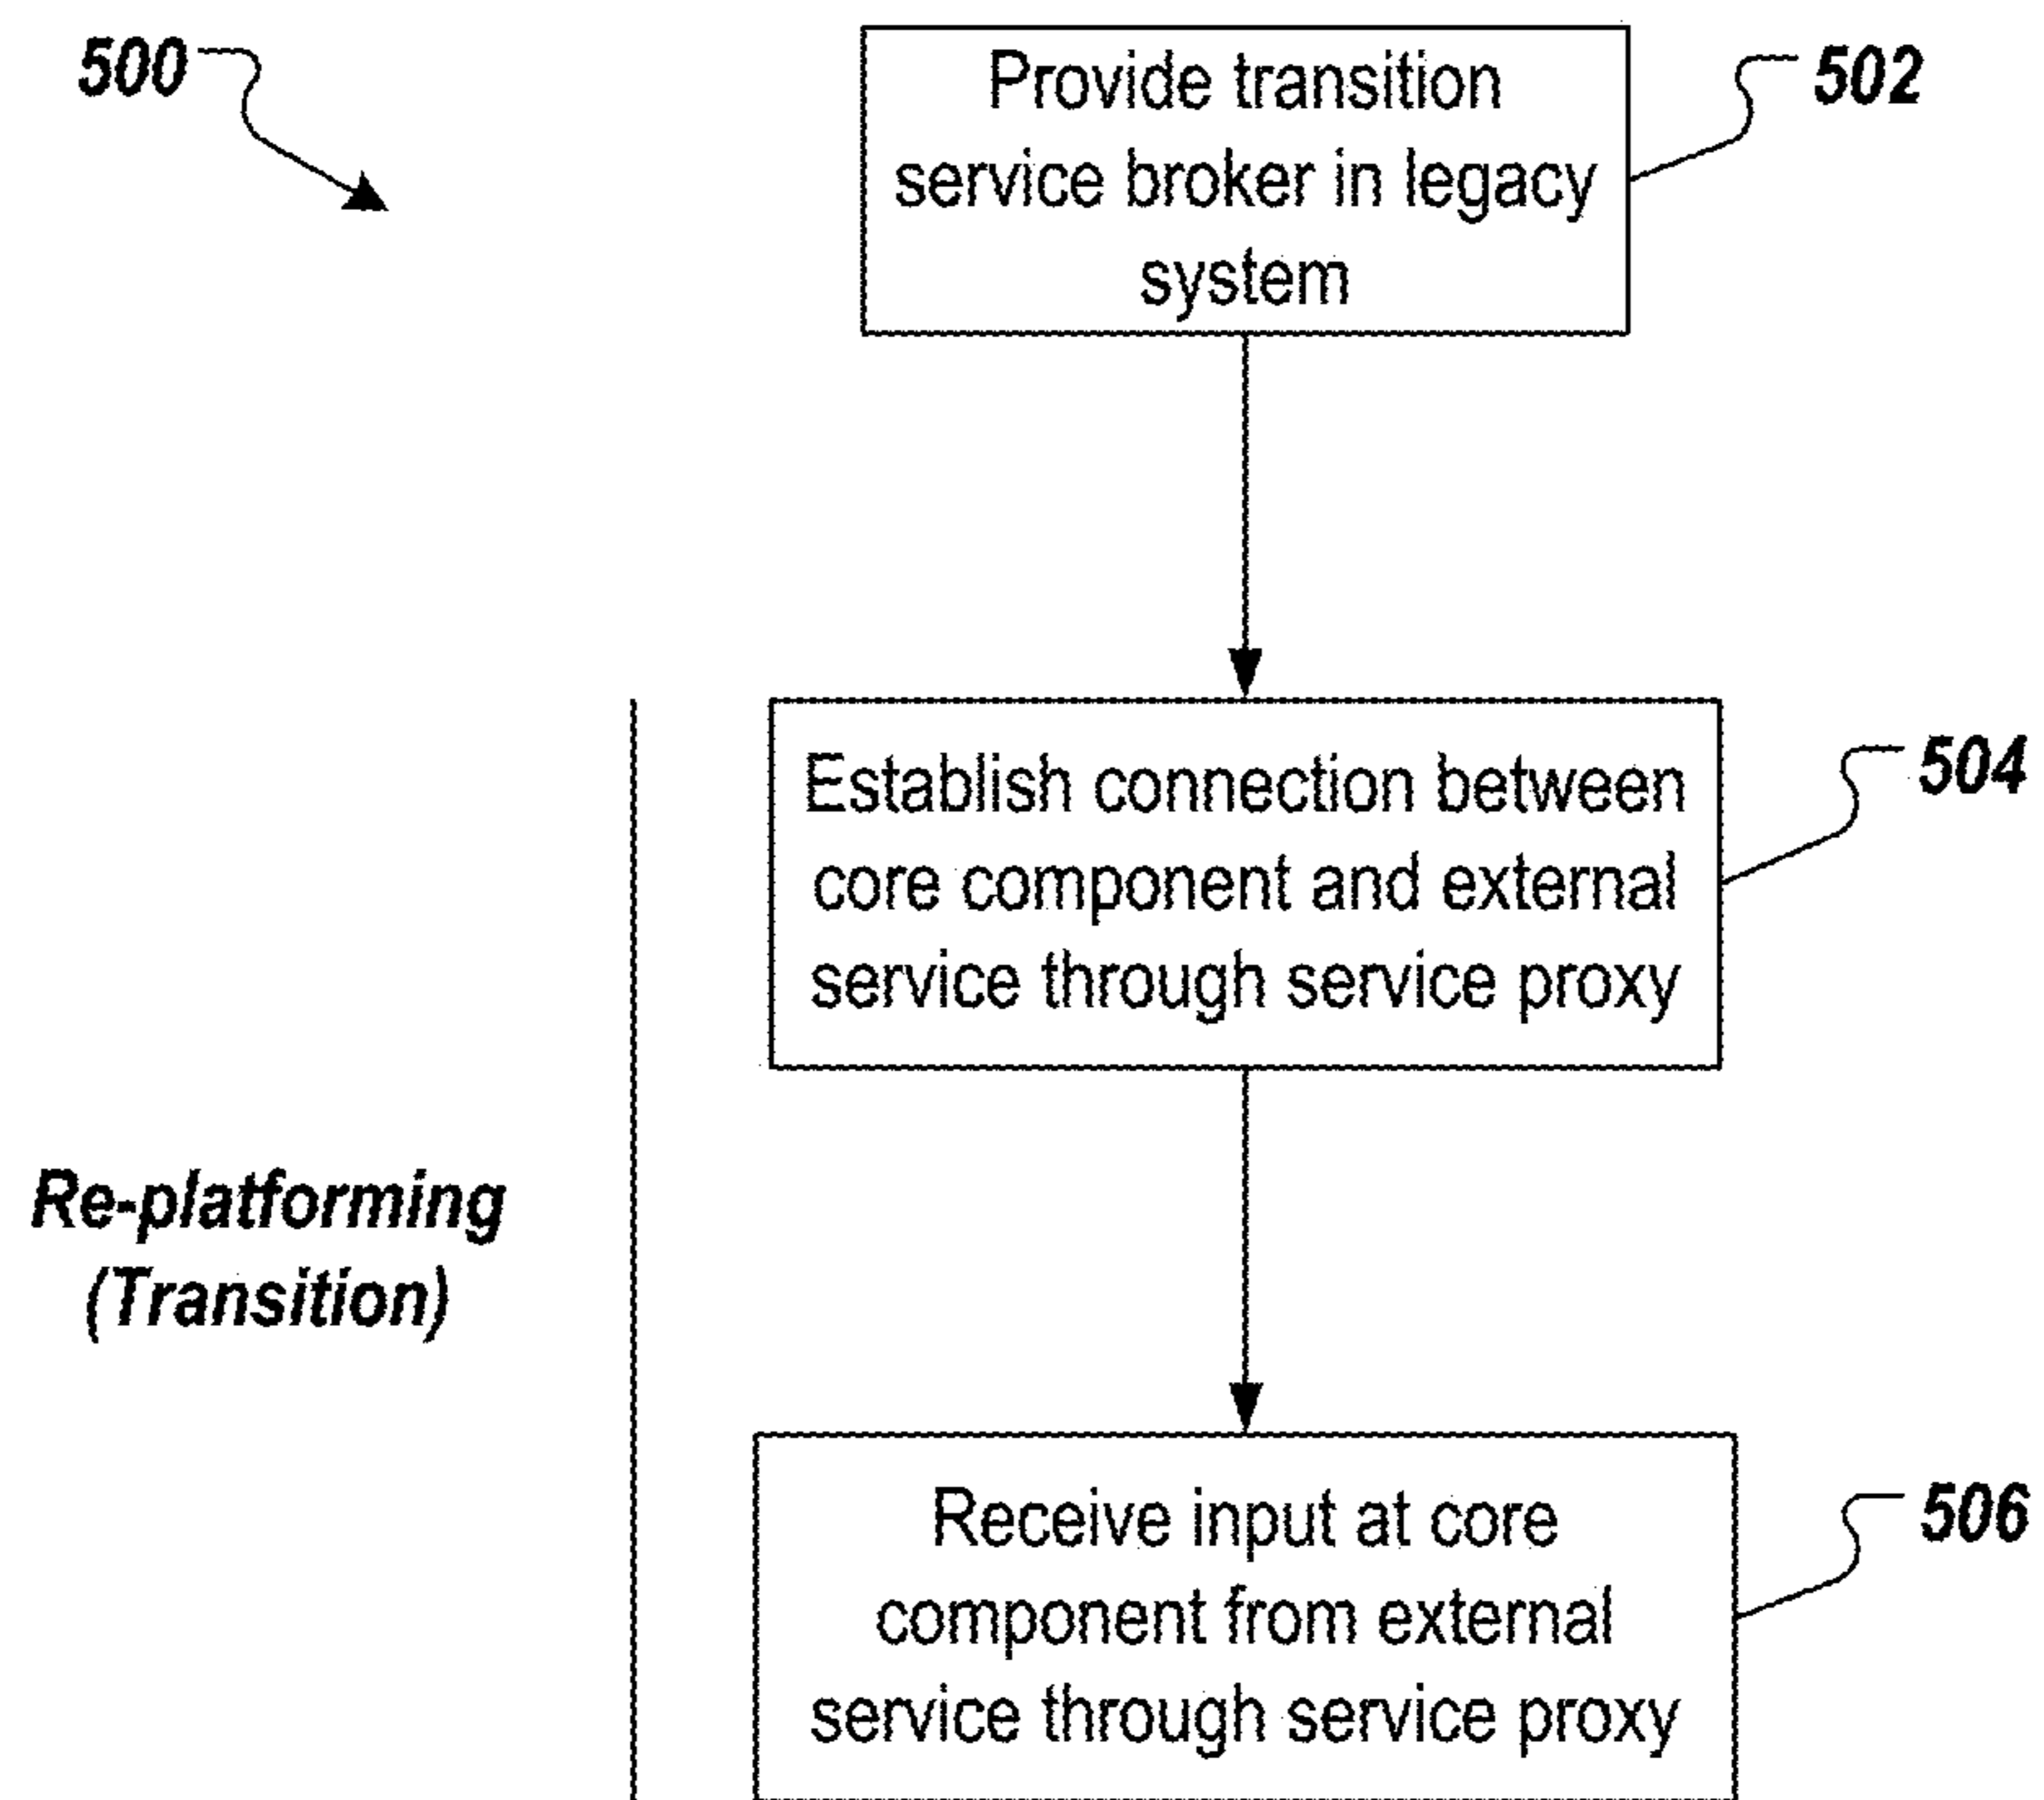 500
Provide transition
service broker in legacy
system
502
Establish connection between
core component and external
service through service proxy
504
Re-platforming
(Transition)
Receive input at core
component from external
service through service proxy
506